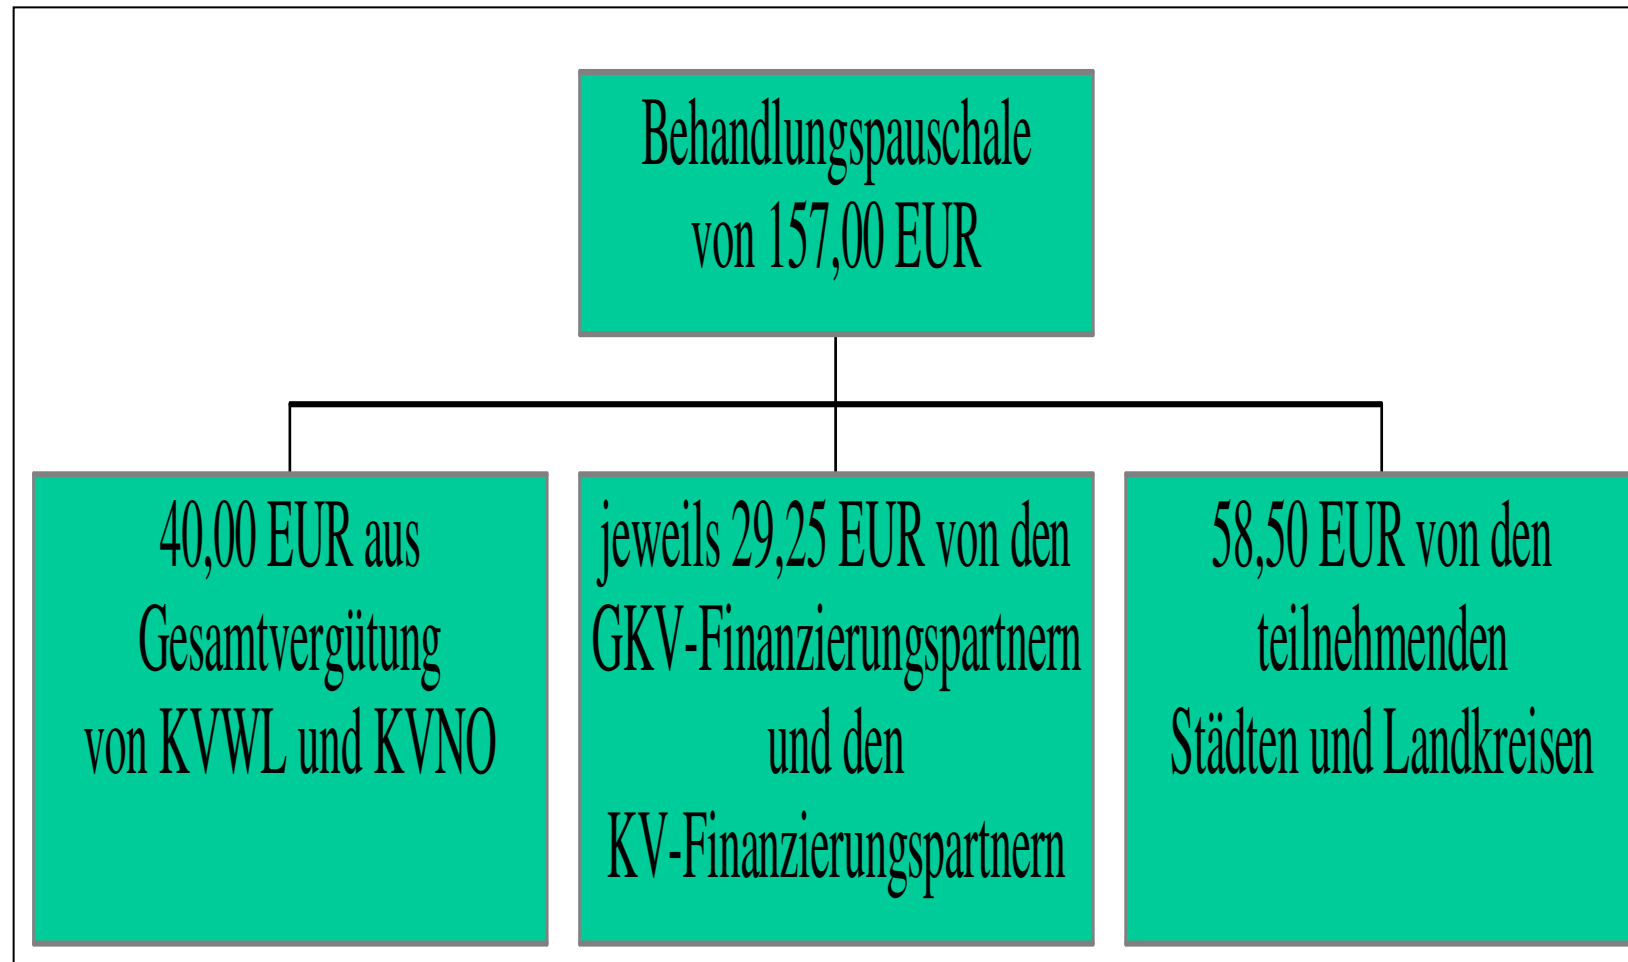 Behandlungspauschale
von 157,00 EUR
40,00 EUR aus
Gesamtvergütung
von KVWL und KVNO
jeweils 29,25 EUR von den
GKV-Finanzierungspartnern
und den
KV-Finanzierungspartnern
58,50 EUR von den
teilnehmenden
Städten und Landkreisen